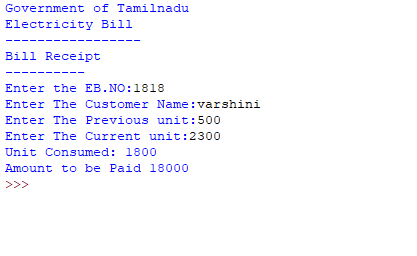 Government of Tamilnadu
Electricity Bill
-----------------
Bill Receipt
----------
Enter the EB.NO:1818
Enter The Customer Name:varshini
Enter The Previous unit:500
Enter The Current unit:2300
Unit Consumed: 1800
Amount to be Paid 18000
>>>